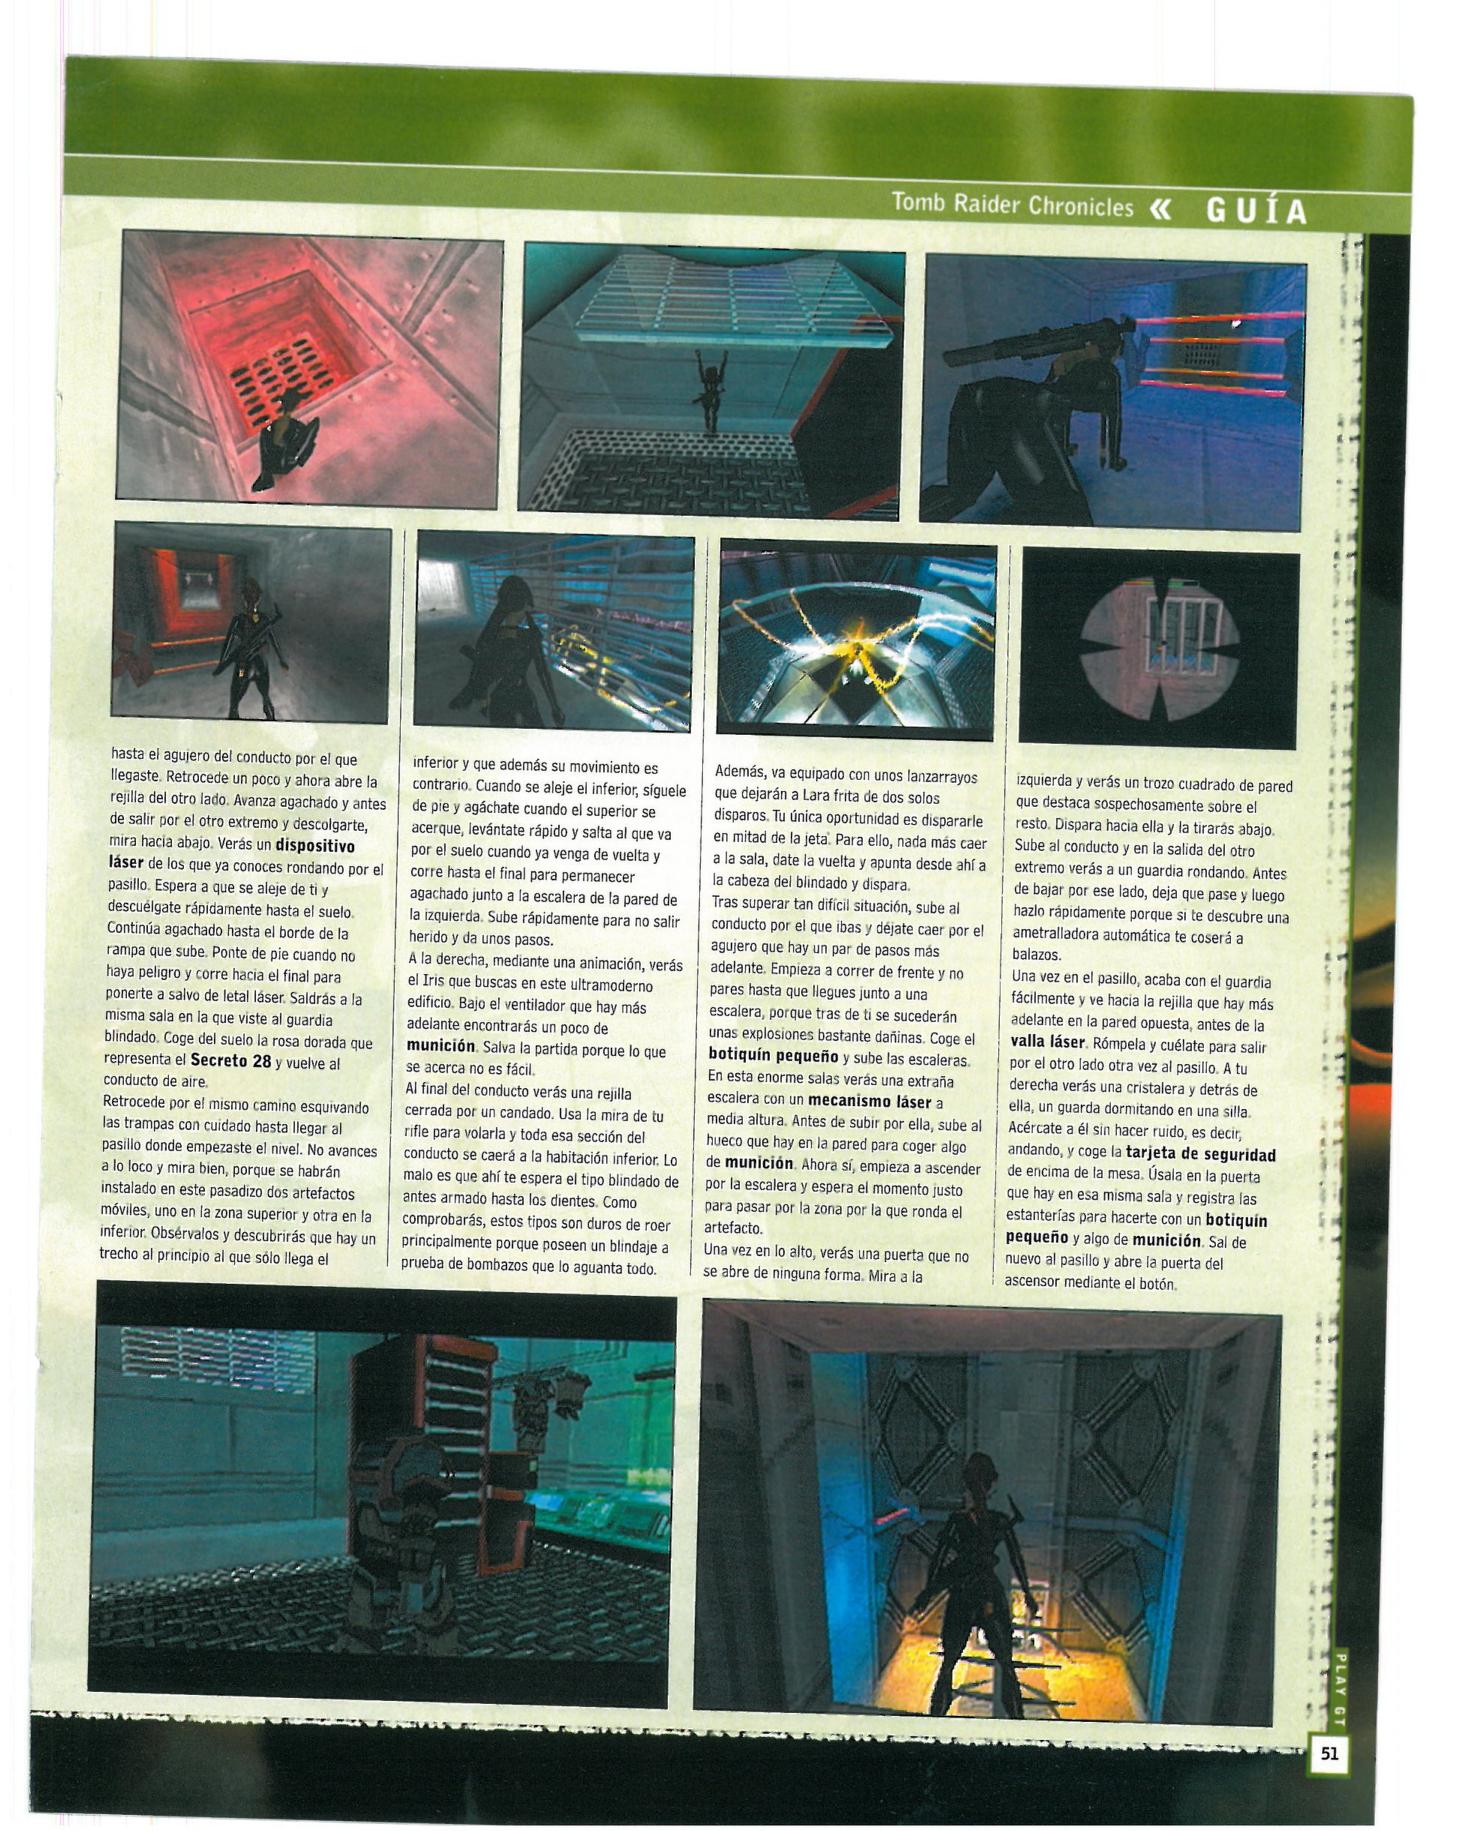 Tomb Raider Chronicles « GUÍA
hasta el agujero del conducto por el que
llegaste. Retrocede un poco y ahora abre la
rejilla del otro lado. Avanza agachado y antes
de salir por el otro extremo y descolgarte,
mira hacia abajo. Verás un dispositivo
láser de los que ya conoces rondando por el
pasillo. Espera a que se aleje de ti y
descuélgate rápidamente hasta el suelo.
Continúa agachado hasta el borde de la
rampa que sube. Ponte de pie cuando no
haya peligro y corre hacia el final para
ponerte a salvo de letal láser. Saldrás a la
misma sala en la que viste al guardia
blindado. Coge del suelo la rosa dorada que
representa el Secreto 28 y vuelve al
conducto de aire.
Retrocede por el mismo camino esquivando
las trampas con cuidado hasta llegar al
pasillo donde empezaste el nivel. No avances
a lo loco y mira bien, porque se habrán
instalado en este pasadizo dos artefactos
móviles, uno en la zona superior y otra en la
inferior. Obsérvalos y descubrirás que hay un
trecho al principio al que sólo llega el
inferior y que además su movimiento es
contrario. Cuando se aleje el inferior, síguele
de pie y agáchate cuando el superior se
acerque, levántate rápido y salta al que va
por el suelo cuando ya venga de vuelta y
corre hasta el final para permanecer
agachado junto a la escalera de la pared de
la izquierda. Sube rápidamente para no salir
herido y da unos pasos.
A la derecha, mediante una animación, verás
el Iris que buscas en este ultramoderno
edificio. Bajo el ventilador que hay más
adelante encontrarás un poco de
munición. Salva la partida porque lo que
se acerca no es fácil.
Al final del conducto verás una rejilla
cerrada por un candado. Usa la mira de tu
rifle para volarla y toda esa sección del
conducto se caerá a la habitación inferior. Lo
malo es que ahí te espera el tipo blindado de
antes armado hasta los dientes. Como
comprobarás, estos tipos son duros de roer
principalmente porque poseen un blindaje a
prueba de bombazos que lo aguanta todo.
Además, va equipado con unos lanzarrayos
que dejarán a Lara frita de dos solos
disparos. Tu única oportunidad es dispararle
en mitad de la jeta. Para ello, nada más caer
a la sala, date la vuelta y apunta desde ahí a
la cabeza del blindado y dispara.
Tras superar tan difícil situación, sube al
conducto por el que ibas y déjate caer por el
agujero que hay un par de pasos más
adelante. Empieza a correr de frente y no
pares hasta que llegues junto a una
escalera, porque tras de ti se sucederán
unas explosiones bastante dañinas. Coge el
botiquín pequeño y sube las escaleras.
En esta enorme salas verás una extraña
escalera con un mecanismo láser a
media altura. Antes de subir por ella, sube al
hueco que hay en la pared para coger algo
de munición. Ahora sí, empieza a ascender
por la escalera y espera el momento justo
para pasar por la zona por la que ronda el
artefacto.
Una vez en lo alto, verás una puerta que no
se abre de ninguna forma. Mira a la
izquierda y verás un trozo cuadrado de pared
que destaca sospechosamente sobre el
resto. Dispara hacia ella y la tirarás abajo.
Sube al conducto y en la salida del otro
extremo verás a un guardia rondando. Antes
de bajar por ese lado, deja que pase y luego
hazlo rápidamente porque si te descubre una
ametralladora automática te coserá a
balazos.
Una vez en el pasillo, acaba con el guardia
fácilmente y ve hacia la rejilla que hay más
adelante en la pared opuesta, antes de la
valla láser. Rómpela y cuélate para salir
por el otro lado otra vez al pasillo. A tu
derecha verás una cristalera y detrás de
ella, un guarda dormitando en una silla.
Acércate a él sin hacer ruido, es decir,
andando, y coge la tarjeta de seguridad
de encima de la mesa. Úsala en la puerta
que hay en esa misma sala y registra las
estanterías para hacerte con un botiquín
pequeño y algo de munición. Sal de
nuevo al pasillo y abre la puerta del
ascensor mediante el botón.
PLAY GT
51